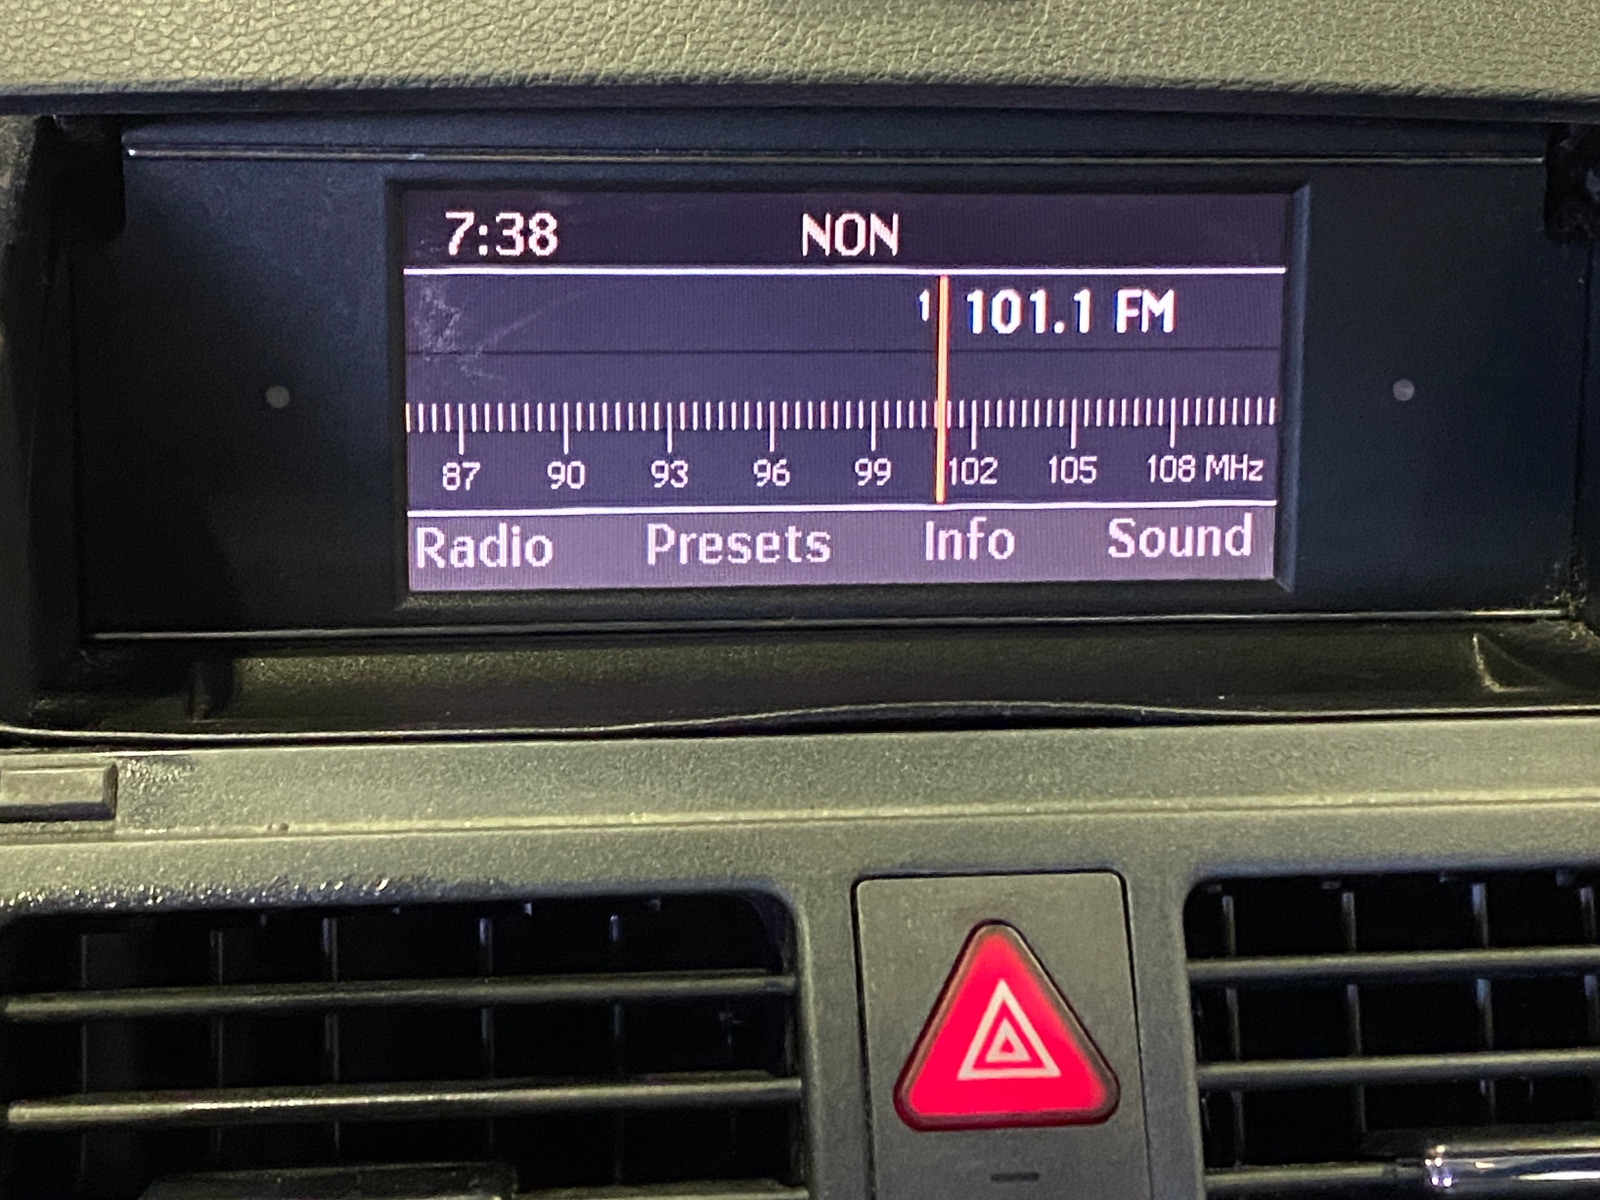 7:38 NON
1 101.1 FM
87 90 93 96 99 102 105 108 MHz
Radio Presets Info Sound